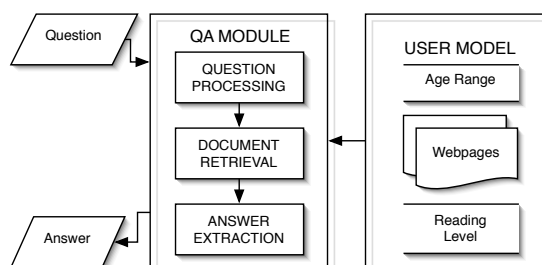 Question
QA MODULE
QUESTION
PROCESSING
DOCUMENT
RETRIEVAL
ANSWER
EXTRACTION
Answer
USER MODEL
Age Range
Webpages
Reading
Level